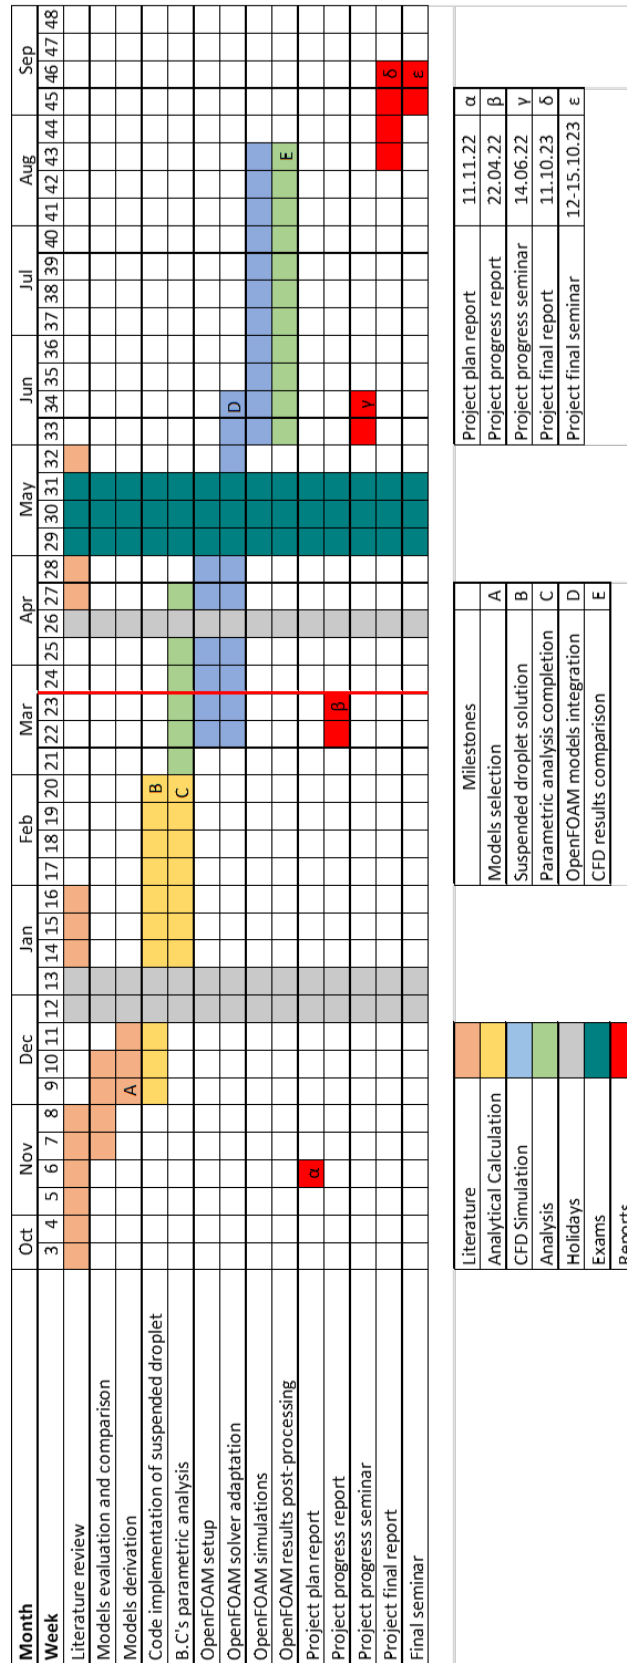 Month Oct Nov Dec Jan Feb Mar Apr May Jun Jul Aug Sep
Week 3 4 5 6 7 8 9 10 11 12 13 14 15 16 17 18 19 20 21 22 23 24 25 26 27 28 29 30 31 32 33 34 35 36 37 38 39 40 41 42 43 44 45 46 47 48
Literature review
Models evaluation and comparison
Models derivation A
Code implementation of suspended droplet B
B.C's parametric analysis C
OpenFOAM setup
OpenFOAM solver adaptation D
OpenFOAM simulations
OpenFOAM results post-processing E
Project plan report α
Project progress report β
Project progress seminar γ
Project final report δ
Final seminar ε
Literature
Analytical Calculation
CFD Simulation
Analysis
Holidays
Exams
Reports
Milestones
Models selection A
Suspended droplet solution B
Parametric analysis completion C
OpenFOAM models integration D
CFD results comparison E
Project plan report 11.11.22 α
Project progress report 22.04.22 β
Project progress seminar 14.06.22 γ
Project final report 11.10.23 δ
Project final seminar 12-15.10.23 ε